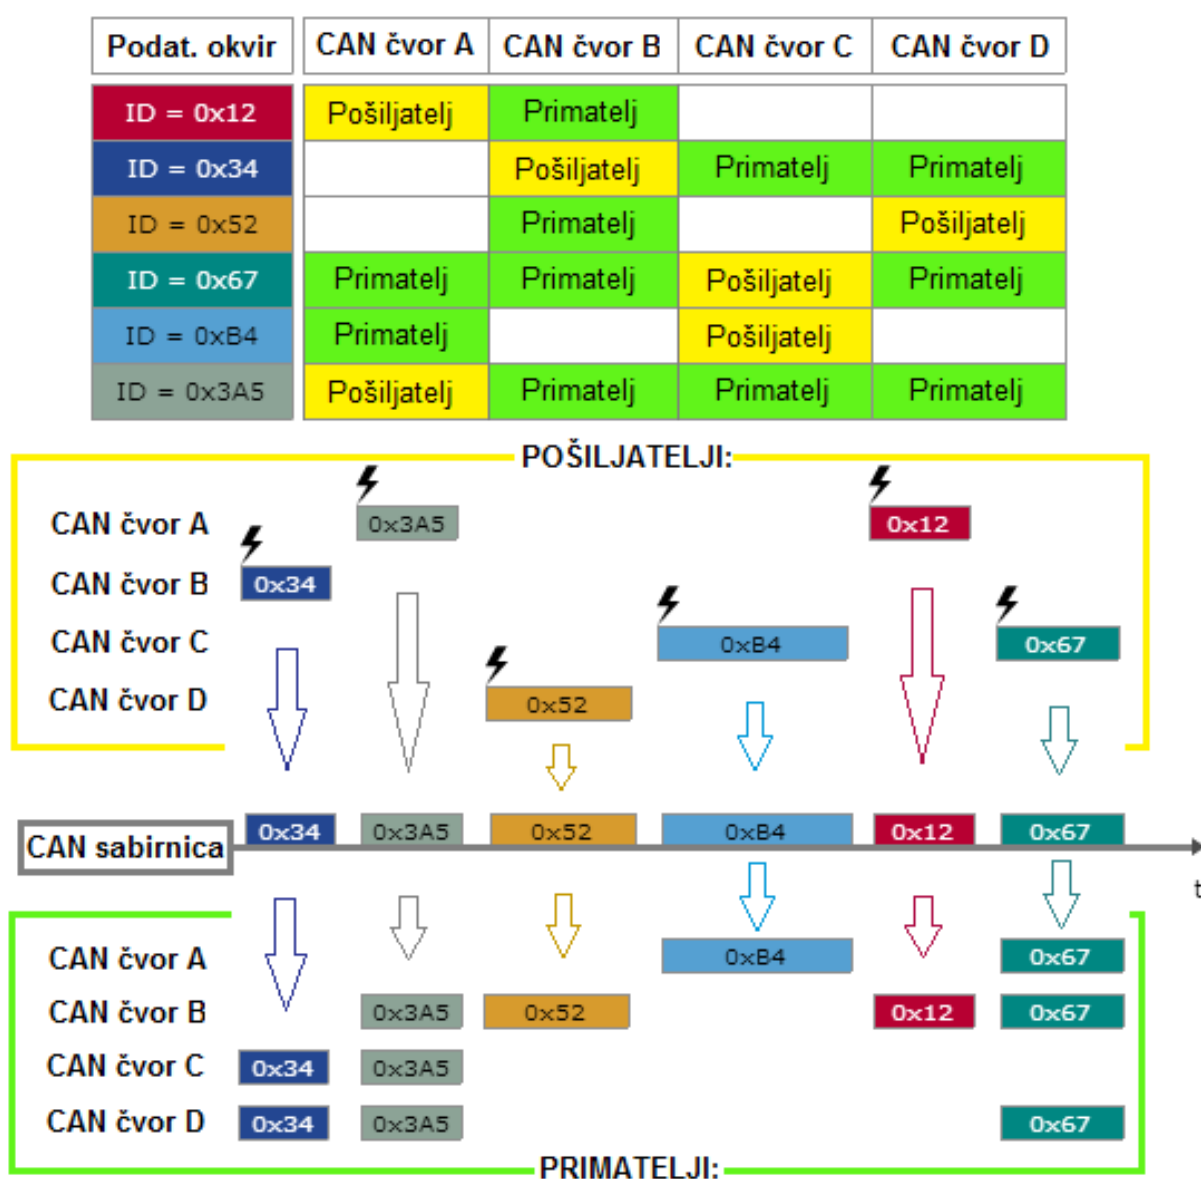 Podat. okvir CAN čvor A CAN čvor B CAN čvor C CAN čvor D
ID = 0x12 Pošiljatelj Primatelj
ID = 0x34 Pošiljatelj Primatelj Primatelj
ID = 0x52 Primatelj Pošiljatelj
ID = 0x67 Primatelj Primatelj Pošiljatelj Primatelj
ID = 0xB4 Primatelj Pošiljatelj
ID = 0x3A5 Pošiljatelj Primatelj Primatelj Primatelj
POŠILJATELJI:
CAN čvor A 0x3A5 0x12
CAN čvor B 0x34
CAN čvor C 0xB4 0x67
CAN čvor D 0x52
CAN sabirnica 0x34 0x3A5 0x52 0xB4 0x12 0x67
t
CAN čvor A 0xB4 0x67
CAN čvor B 0x3A5 0x52 0x12 0x67
CAN čvor C 0x34 0x3A5
CAN čvor D 0x34 0x3A5 0x67
PRIMATELJI: